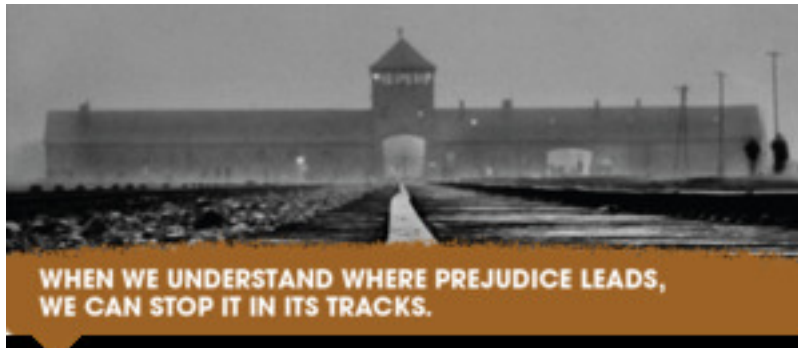 WHEN WE UNDERSTAND WHERE PREJUDICE LEADS,
WE CAN STOP IT IN ITS TRACKS.